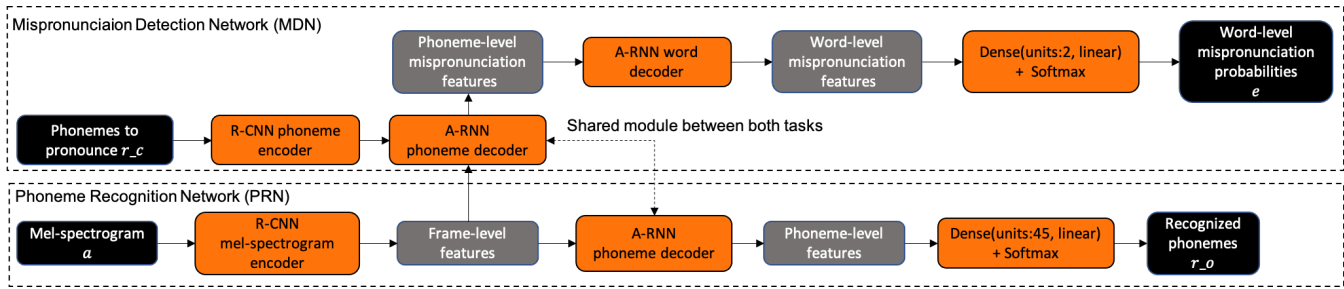 Mispronunciaion Detection Network (MDN)
Phoneme-level
mispronunciation
features
A-RNN word
decoder
Word-level
mispronunciation
features
Dense(units:2, linear)
+ Softmax
Word-level
mispronunciation
probabilities
e
Phonemes to
pronounce r_c
R-CNN phoneme
encoder
A-RNN
phoneme decoder
Shared module between both tasks
Phoneme Recognition Network (PRN)
Mel-spectrogram
a
R-CNN
mel-spectrogram
encoder
Frame-level
features
A-RNN
phoneme decoder
Phoneme-level
features
Dense(units:45, linear)
+ Softmax
Recognized
phonemes
r_o